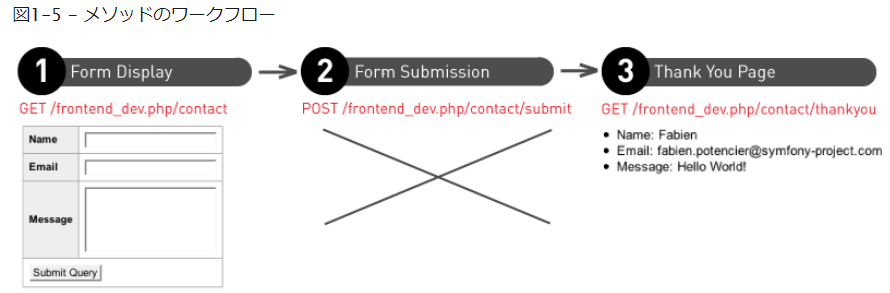 図1-5 - メソッドのワークフロー
1 Form Display
2 Form Submission
3 Thank You Page
GET /frontend_dev.php/contact
POST /frontend_dev.php/contact/submit
GET /frontend_dev.php/contact/thankyou
Name
Email
Message
Submit Query
• Name: Fabien
• Email: fabien.potencier@symfony-project.com
• Message: Hello World!